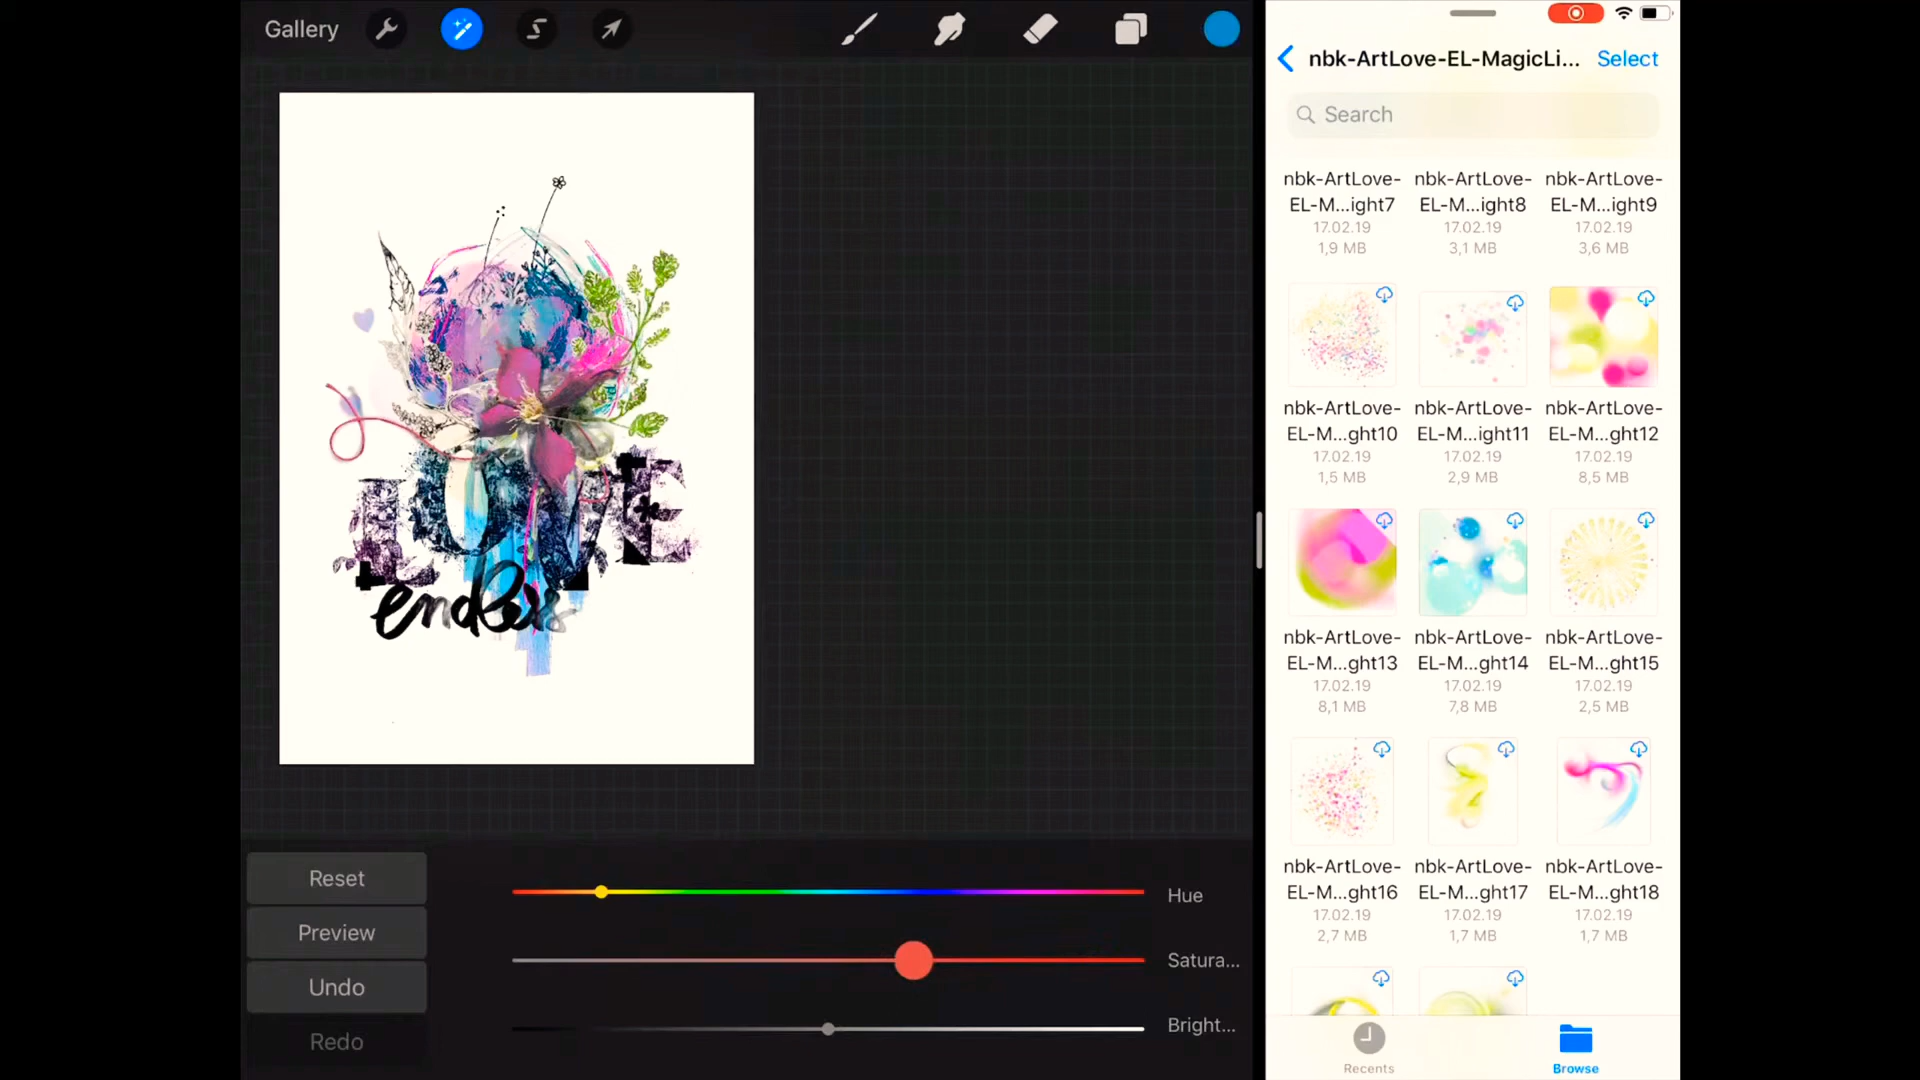 Gallery
nbk-ArtLove-EL-MagicLi...
Select
Search
nbk-ArtLove-
EL-M...ight7
17.02.19
1,9 MB
nbk-ArtLove-
EL-M...ight8
17.02.19
3,1 MB
nbk-ArtLove-
EL-M...ight9
17.02.19
3,6 MB
nbk-ArtLove-
EL-M...ght10
17.02.19
1,5 MB
nbk-ArtLove-
EL-M...ight11
17.02.19
2,9 MB
nbk-ArtLove-
EL-M...ght12
17.02.19
8,5 MB
nbk-ArtLove-
EL-M...ght13
17.02.19
8,1 MB
nbk-ArtLove-
EL-M...ght14
17.02.19
7,8 MB
nbk-ArtLove-
EL-M...ght15
17.02.19
2,5 MB
nbk-ArtLove-
EL-M...ght16
17.02.19
2,7 MB
nbk-ArtLove-
EL-M...ght17
17.02.19
1,7 MB
nbk-ArtLove-
EL-M...ght18
17.02.19
1,7 MB
Recents
Browse
LOVE
endless
Reset
Preview
Undo
Redo
Hue
Satura...
Bright...